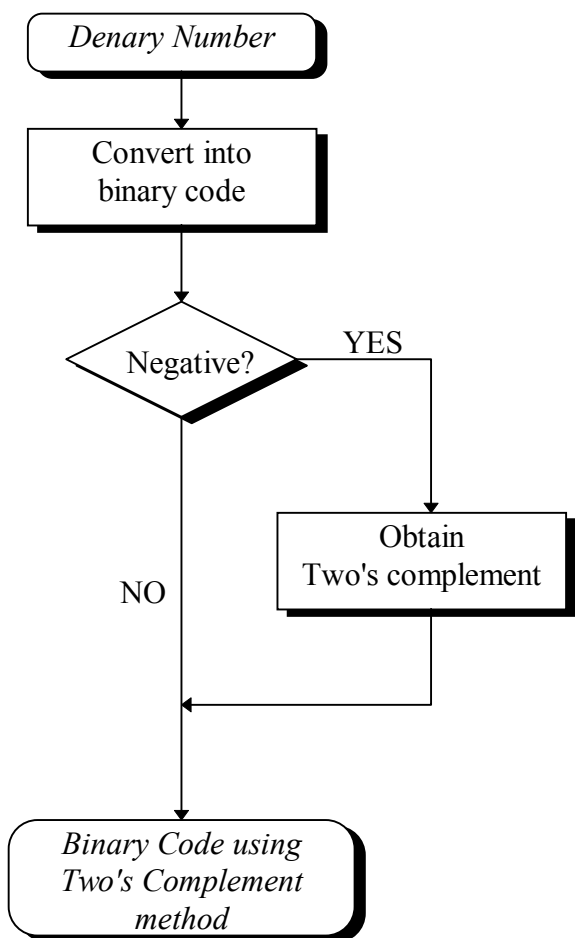 Denary Number
Convert into
binary code
Negative?
YES
Obtain
Two's complement
NO
Binary Code using
Two's Complement
method